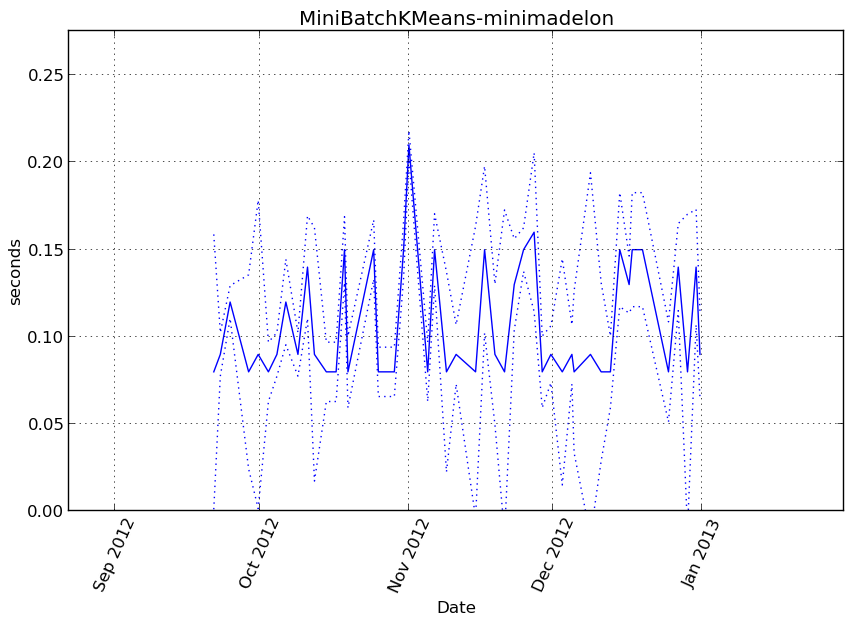 MiniBatchKMeans-minimadelon
seconds
0.25
0.20
0.15
0.10
0.05
0.00
Sep 2012
Oct 2012
Nov 2012
Dec 2012
Jan 2013
Date